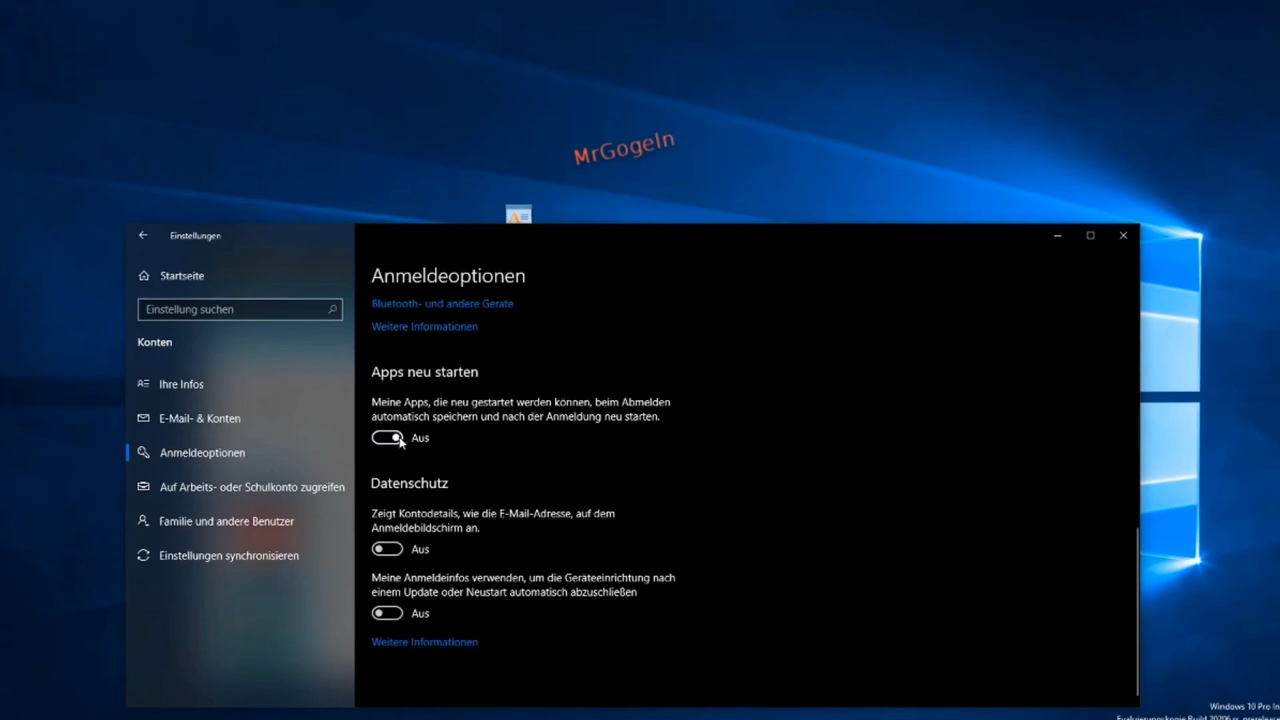 MrGogeln
Einstellungen
Startseite
Einstellung suchen
Konten
Ihre Infos
E-Mail- & Konten
Anmeldeoptionen
Auf Arbeits- oder Schulkonto zugreifen
Familie und andere Benutzer
Einstellungen synchronisieren
Anmeldeoptionen
Bluetooth- und andere Geräte
Weitere Informationen
Apps neu starten
Meine Apps, die neu gestartet werden können, beim Abmelden
automatisch speichern und nach der Anmeldung neu starten.
Aus
Datenschutz
Zeigt Kontodetails, wie die E-Mail-Adresse, auf dem
Anmeldebildschirm an.
Aus
Meine Anmeldeinfos verwenden, um die Geräteeinrichtung nach
einem Update oder Neustart automatisch abzuschließen
Aus
Weitere Informationen
Windows 10 Pro In
Evaluierungskopie Build 20206